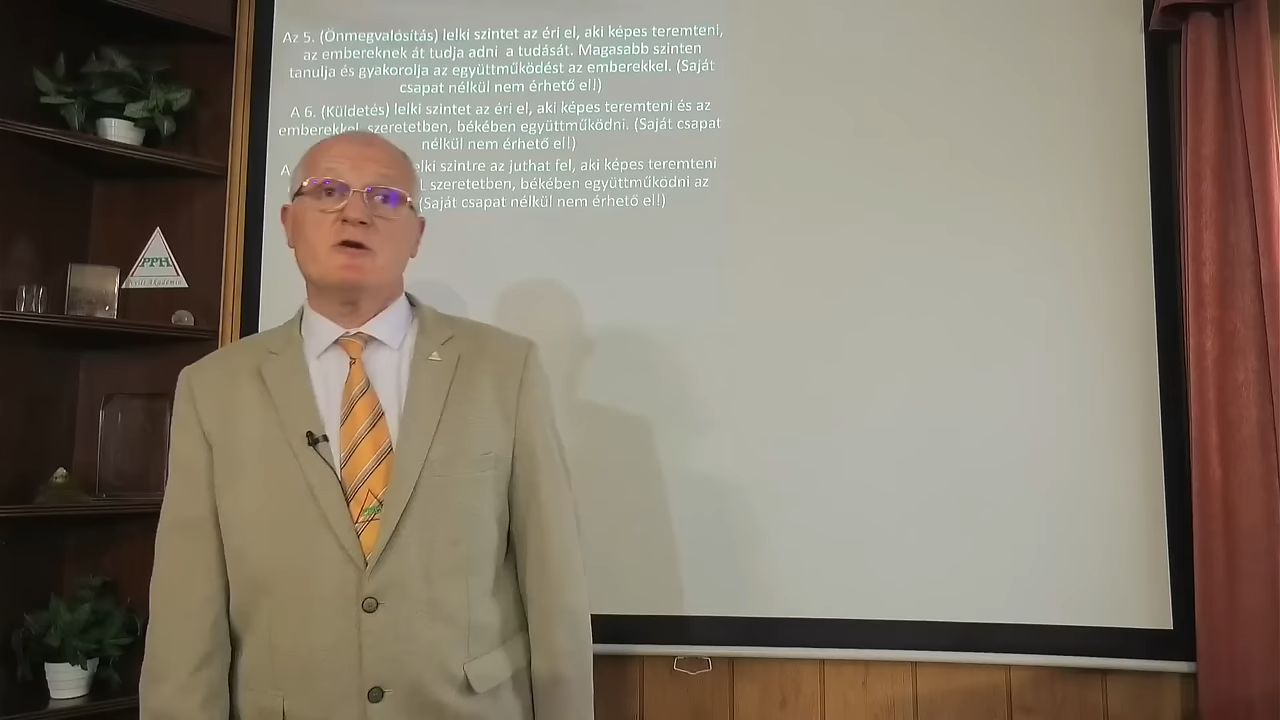 Az 5. (Önmegvalósítás) lelki szintet az éri el, aki képes teremteni,
az embereknek át tudja adni a tudását. Magasabb szinten
tanulja és gyakorolja az együttműködést az emberekkel. (Saját
csapat nélkül nem érhető el!)
A 6. (Küldetés) lelki szintet az éri el, aki képes teremteni és az
emberekkel szeretetben, békében együttműködni. (Saját csapat
nélkül nem érhető el!)
A lelki szintre az juthat fel, aki képes teremteni
szeretetben, békében együttműködni az
(Saját csapat nélkül nem érhető el!)
PPH